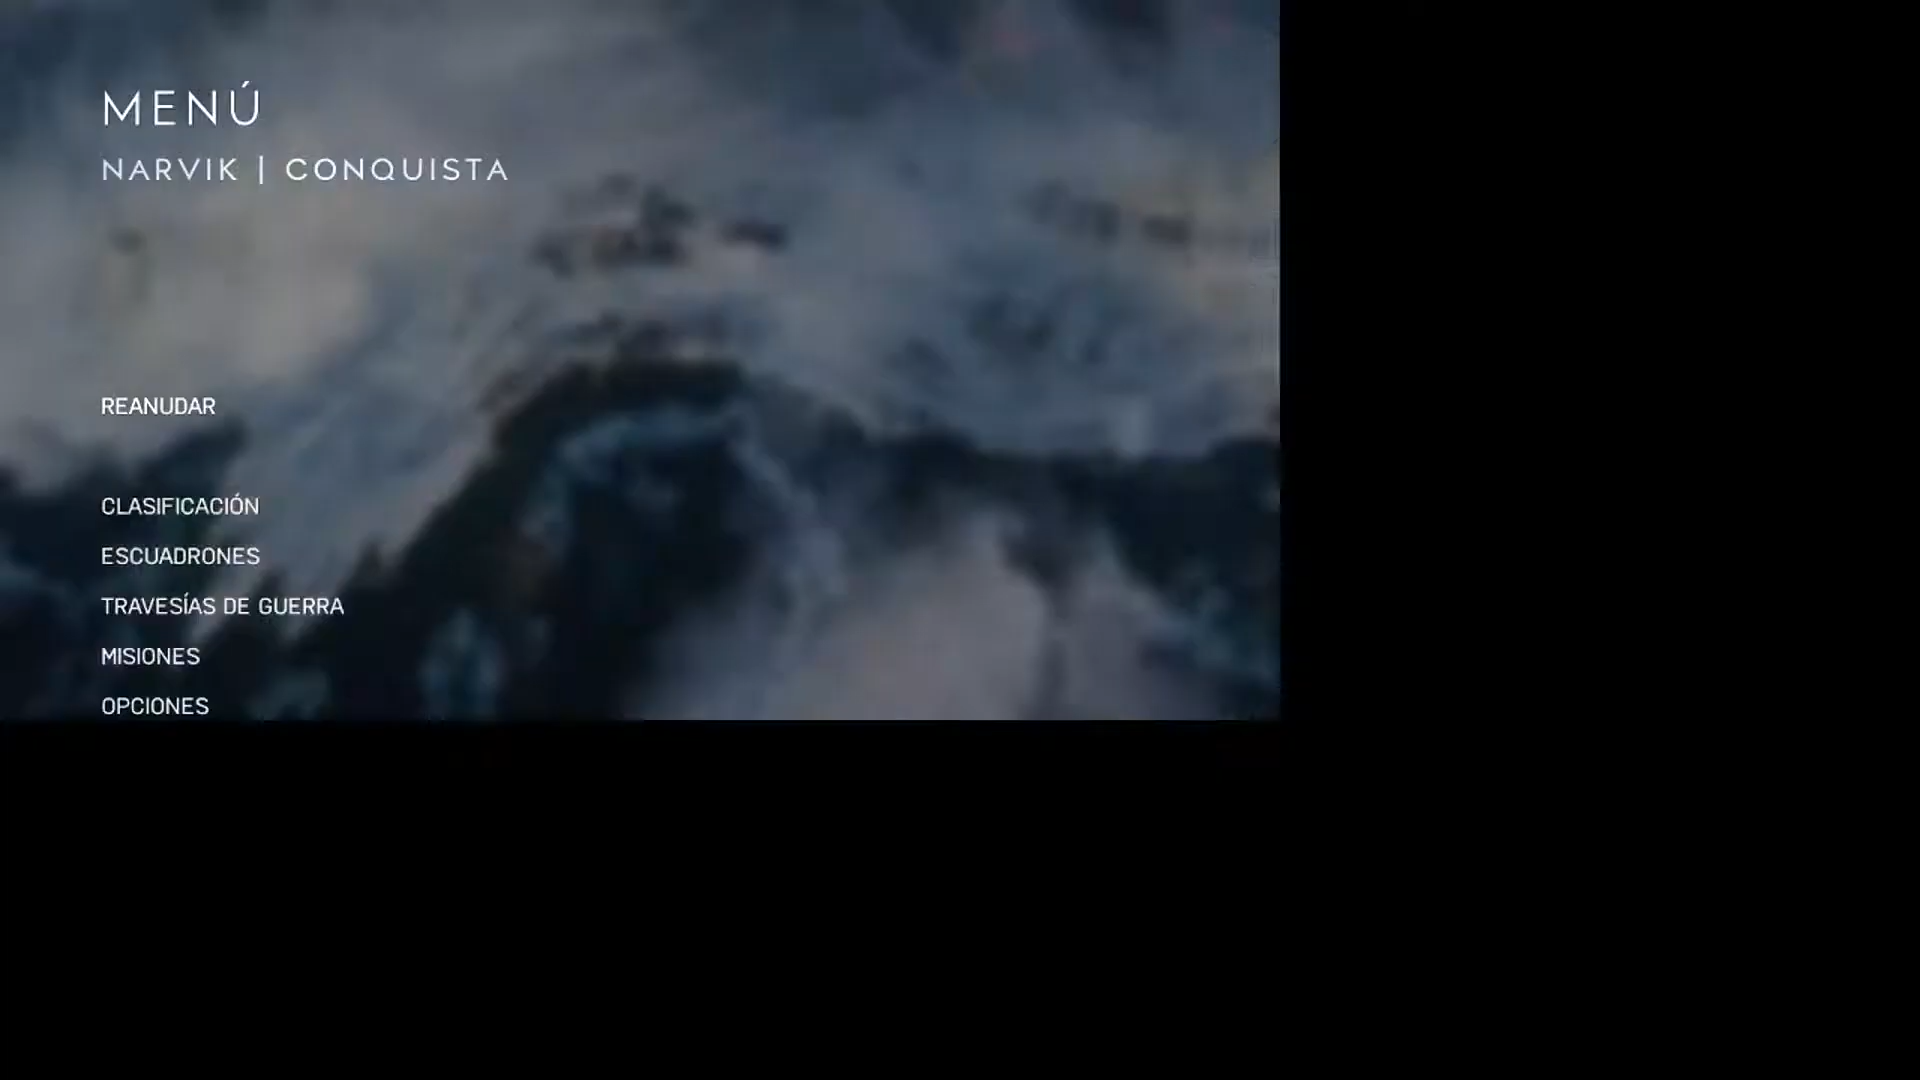 MENÚ
NARVIK | CONQUISTA
REANUDAR
CLASIFICACIÓN
ESCUADRONES
TRAVESÍAS DE GUERRA
MISIONES
OPCIONES